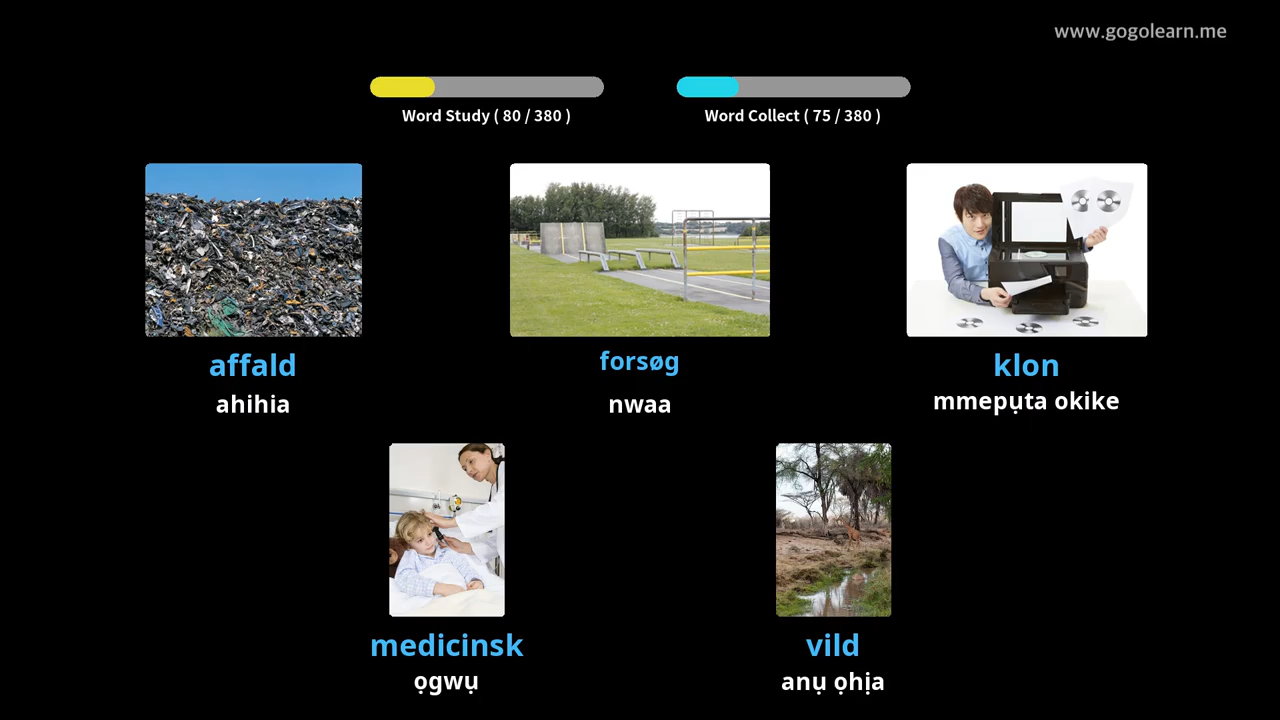 www.gogolearn.me
Word Study ( 80 / 380 )
Word Collect ( 75 / 380 )
affald
forsøg
klon
ahihia
nwaa
mmepụta okike
medicinsk
vild
ọgwụ
anụ ọhịa